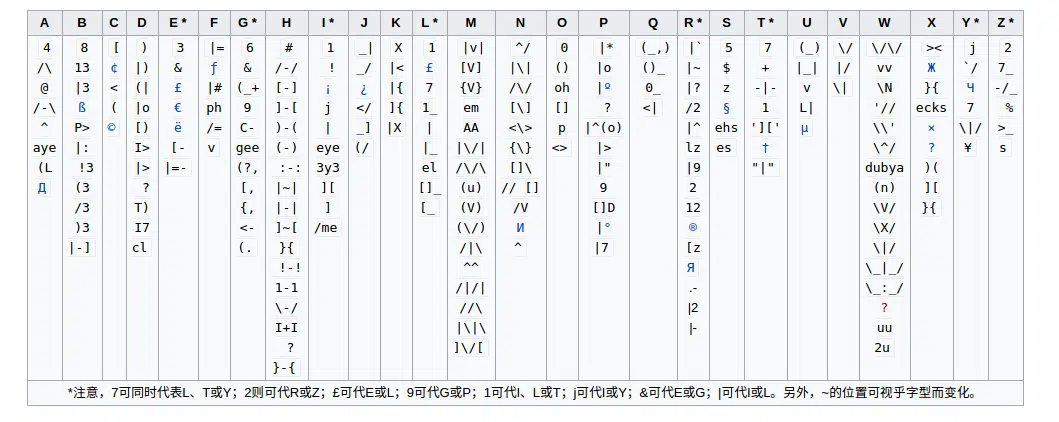 A B C D E * F G * H I * J K L * M N O P Q R * S T * U V W X Y * Z *
4 8 [ ) 3 |= 6 # 1 _| X 1 |v| ^/ 0 |* (_,) |` 5 7 (_) \/ \/\/ >< j 2
/\ 13 ¢ |) & ƒ & /-/ ! _/ |< £ [V] |\| () |o ()_ |~ $ + |_| |/ vv Ж `/ 7_
@ |3 < (| £ |# (_+ [-] ¡ ¿ |{ 7 {V} /\/ oh |º 0_ |? z -|- v \| \N }{ Ч -/_
/-\ ß ( |o € ph 9 ]-[ j </ ]{ 1_ em [\] [] ? <| /2 § 1 L| '// ecks 7 %
^ P> © [) ë /= C- )-( | _] |X | AA <\> p |^(o) |^ ehs '][' µ \\' × \|/ >_
aye |: I> [- v gee (-) eye (/ |_ |\/| {\} <> |> lz es † \^/ ? ¥ s
(L !3 |> |=- (?, :-: 3y3 el /\/\ []\ |" |9 "|" dubya )(
Д (3 ? [, |~| ][ []_ (u) // [] 9 2 (n) ][
/3 T) {, |-| ] [_ (V) /V []D 12 \V/ }{
)3 I7 <- ]~[ /me (\/) И |° ® \X/
|-] cl (. }{ /|\ ^ |7 [z \|/
!-! ^^ Я \_|_/
1-1 /|/| .- \_:_/
\-/ //\ |2 ?
I+I |\|\ |- uu
? ]\/[ 2u
}-{
*注意，7可同时代表L、T或Y；2则可代R或Z；£可代E或L；9可代G或P；1可代I、L或T；j可代I或Y；&可代E或G；|可代I或L。另外，~的位置可视乎字型而变化。